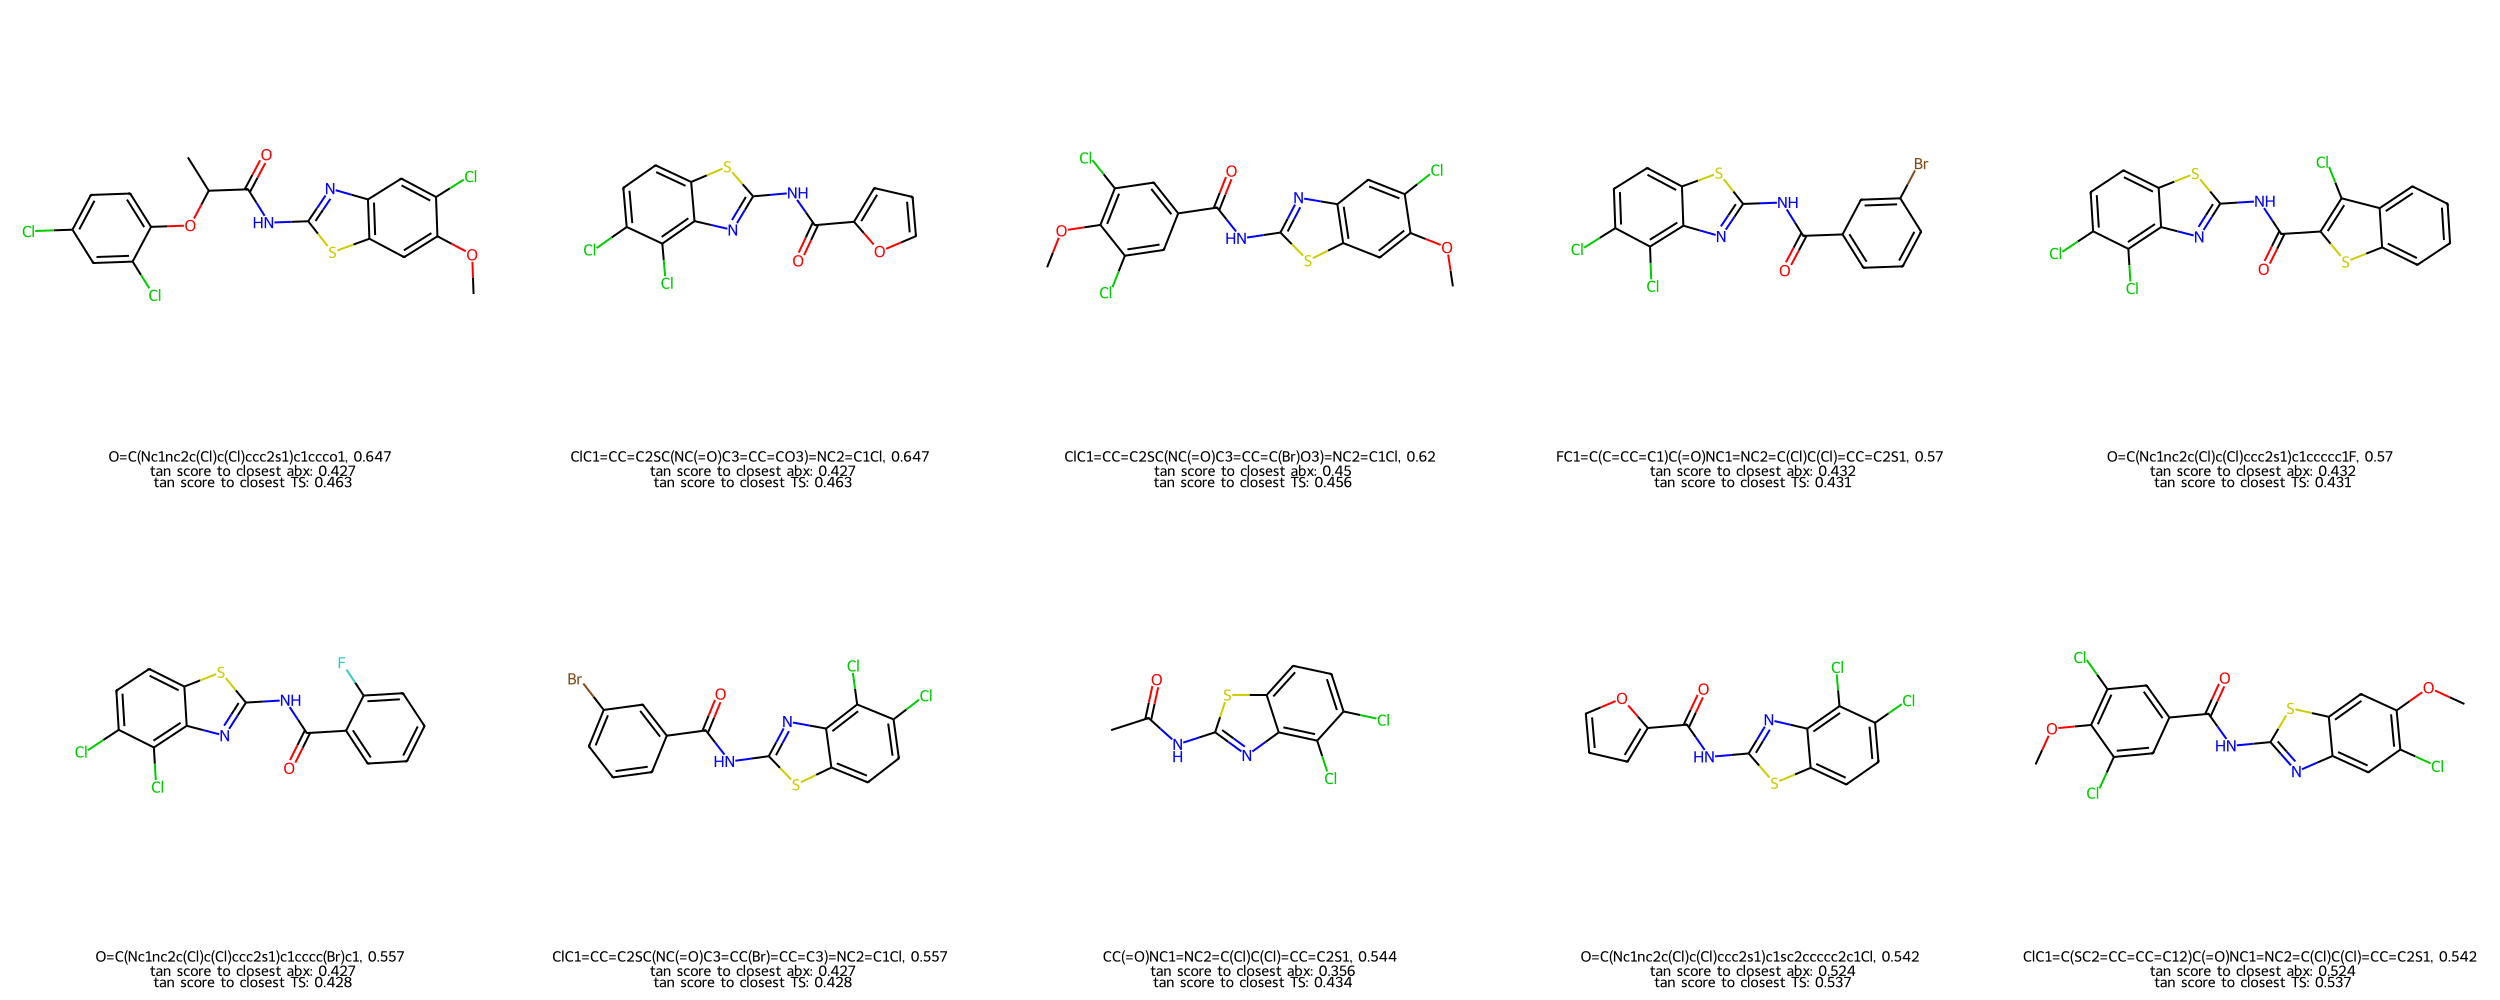 O=C(Nc1nc2c(Cl)c(Cl)ccc2s1)c1ccco1, 0.647
tan score to closest abx: 0.427
tan score to closest TS: 0.463
ClC1=CC=C2SC(NC(=O)C3=CC=CO3)=NC2=C1Cl, 0.647
tan score to closest abx: 0.427
tan score to closest TS: 0.463
ClC1=CC=C2SC(NC(=O)C3=CC=C(Br)O3)=NC2=C1Cl, 0.62
tan score to closest abx: 0.45
tan score to closest TS: 0.456
FC1=C(C=CC=C1)C(=O)NC1=NC2=C(Cl)C(Cl)=CC=C2S1, 0.57
tan score to closest abx: 0.432
tan score to closest TS: 0.431
O=C(Nc1nc2c(Cl)c(Cl)ccc2s1)c1ccccc1F, 0.57
tan score to closest abx: 0.432
tan score to closest TS: 0.431
O=C(Nc1nc2c(Cl)c(Cl)ccc2s1)c1cccc(Br)c1, 0.557
tan score to closest abx: 0.427
tan score to closest TS: 0.428
ClC1=CC=C2SC(NC(=O)C3=CC(Br)=CC=C3)=NC2=C1Cl, 0.557
tan score to closest abx: 0.427
tan score to closest TS: 0.428
CC(=O)NC1=NC2=C(Cl)C(Cl)=CC=C2S1, 0.544
tan score to closest abx: 0.356
tan score to closest TS: 0.434
O=C(Nc1nc2c(Cl)c(Cl)ccc2s1)c1sc2ccccc2c1Cl, 0.542
tan score to closest abx: 0.524
tan score to closest TS: 0.537
ClC1=C(SC2=CC=CC=C12)C(=O)NC1=NC2=C(Cl)C(Cl)=CC=C2S1, 0.542
tan score to closest abx: 0.524
tan score to closest TS: 0.537